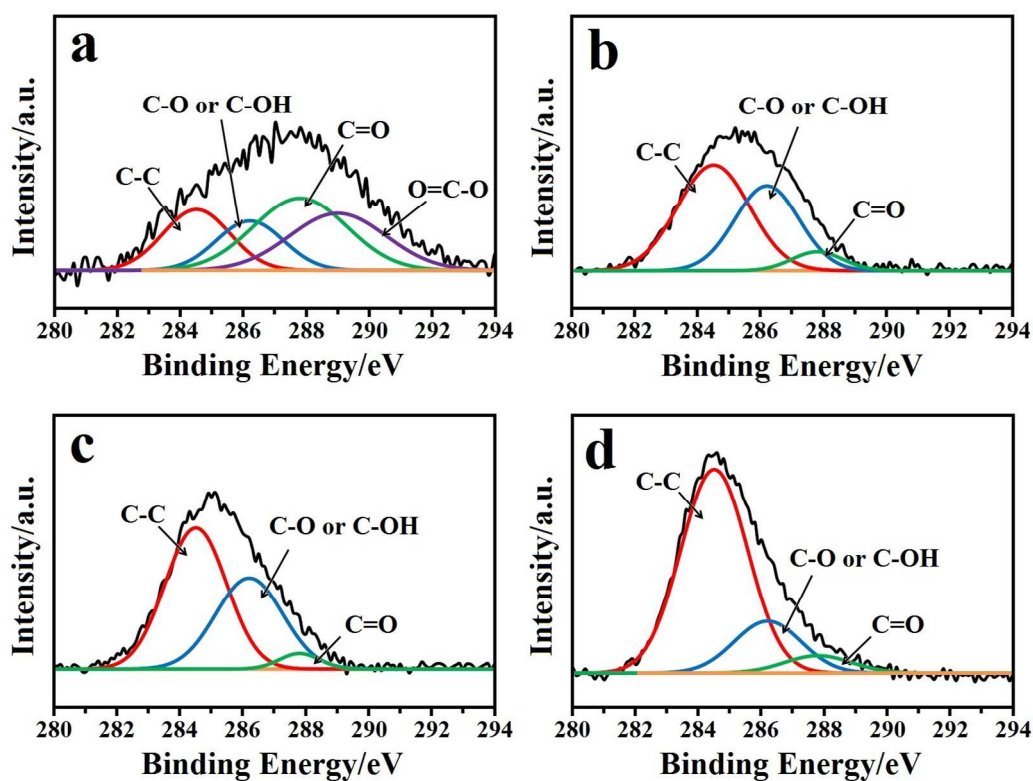 a
C-O or C-OH
C=O
C-C
O=C-O
Intensity/a.u.
280 282 284 286 288 290 292 294
Binding Energy/eV
b
C-O or C-OH
C-C
C=O
Intensity/a.u.
280 282 284 286 288 290 292 294
Binding Energy/eV
c
C-C
C-O or C-OH
C=O
Intensity/a.u.
280 282 284 286 288 290 292 294
Binding Energy/eV
d
C-C
C-O or C-OH
C=O
Intensity/a.u.
280 282 284 286 288 290 292 294
Binding Energy/eV